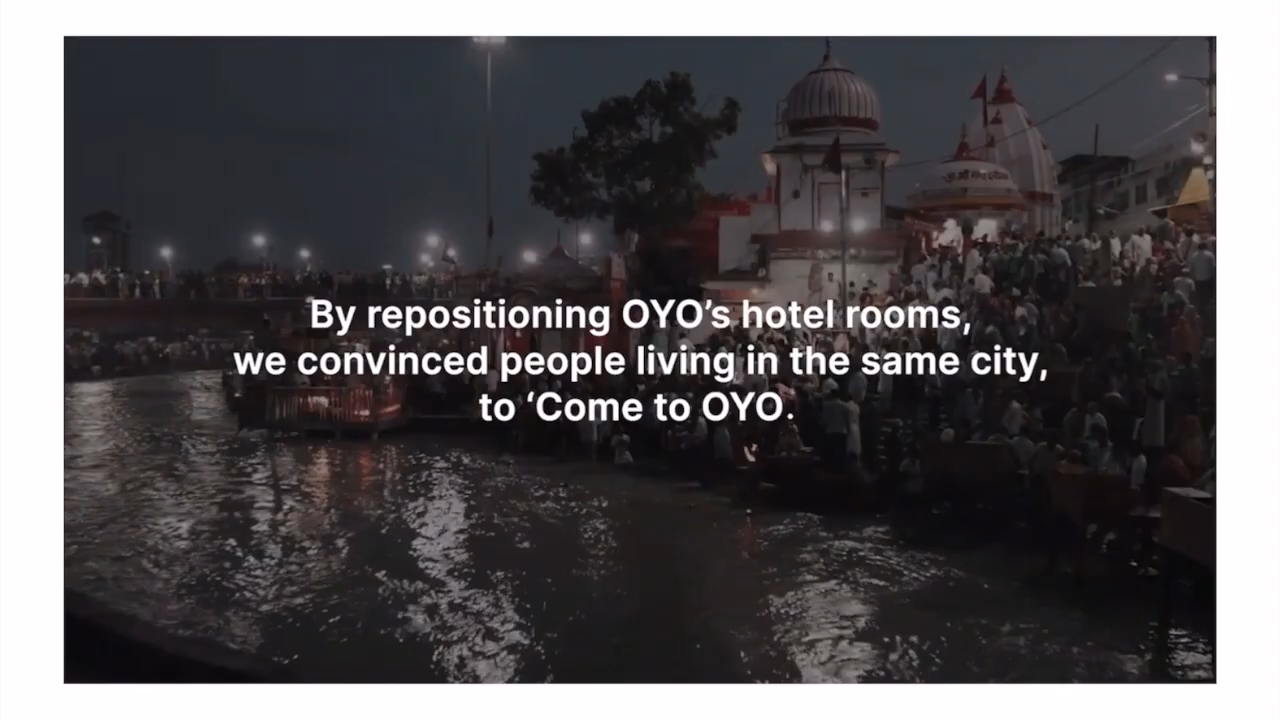 By repositioning OYO’s hotel rooms,
we convinced people living in the same city,
to ‘Come to OYO.